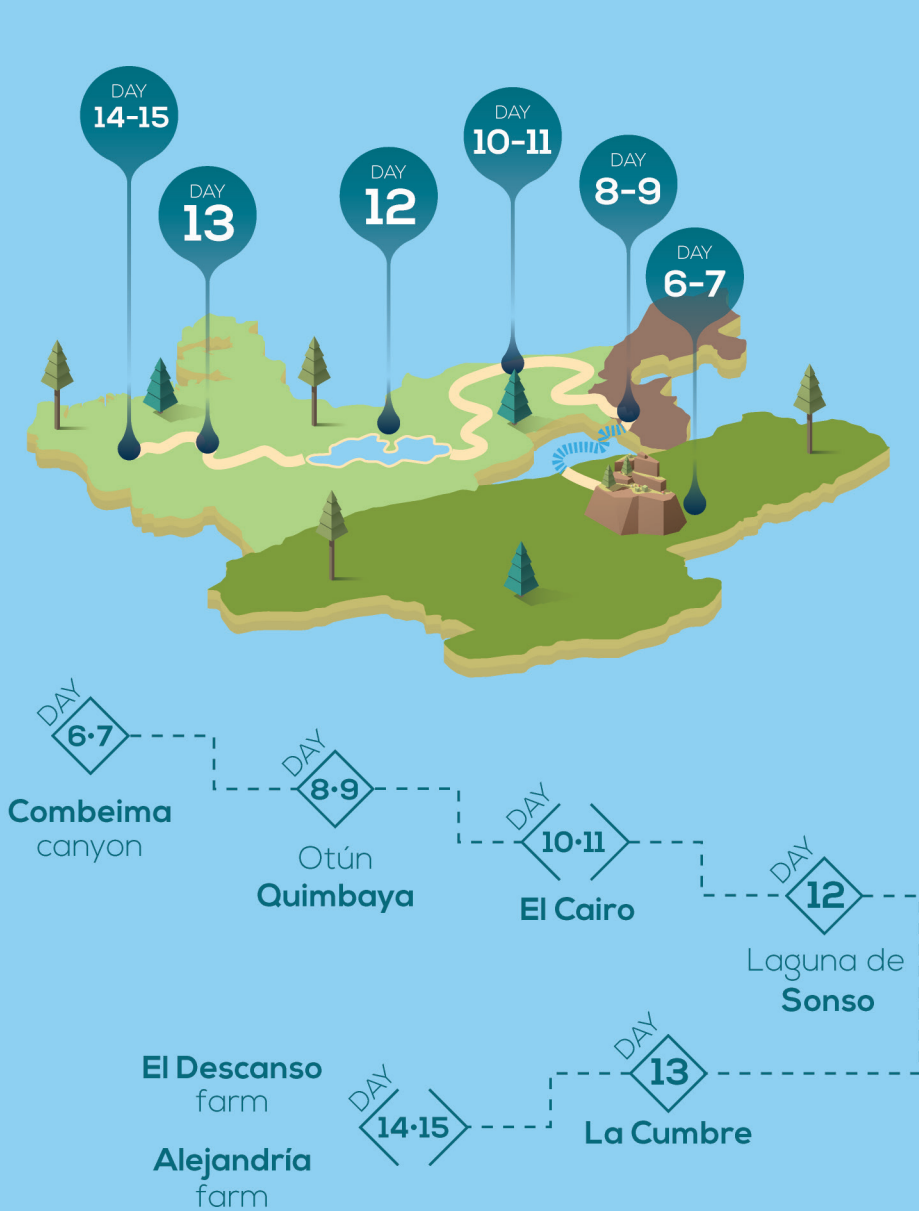 DAY
14-15
DAY
13
DAY
12
DAY
10-11
DAY
8-9
DAY
6-7
DAY
6·7
Combeima
canyon
DAY
8·9
Otún
Quimbaya
DAY
10·11
El Cairo
DAY
12
Laguna de
Sonso
DAY
13
La Cumbre
DAY
14·15
El Descanso
farm
Alejandría
farm